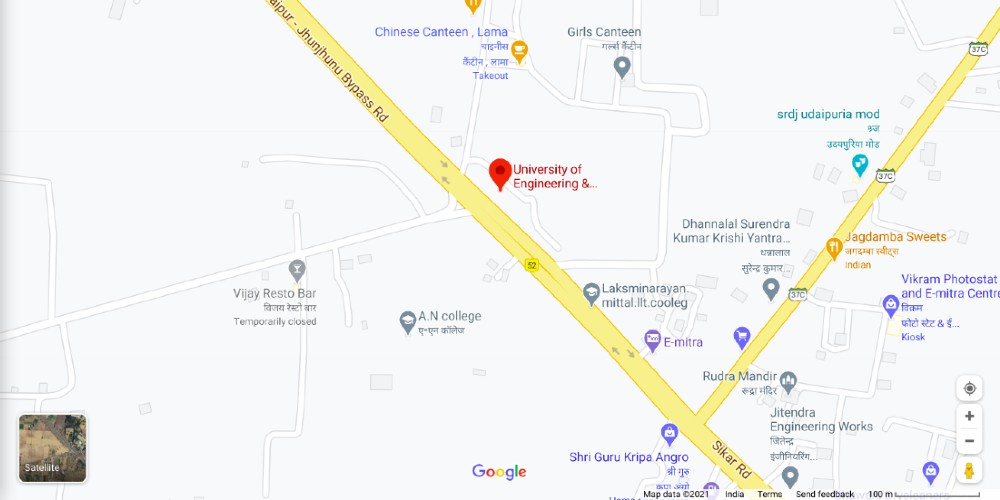 Jhunjhunu Bypass Rd
Chinese Canteen , Lama
चाइनीस
कैंटीन , लामा
Takeout
Girls Canteen
गर्ल्स कैंटीन
37C
srdj udaipuria mod
उदयपुरिया मोड
37C
University of
Engineering &...
Dhannalal Surendra
Kumar Krishi Yantra...
धन्नालाल
सुरेन्द्र कुमार...
Jagdamba Sweets
जगदम्बा स्वीट्स
Indian
52
37C
Vijay Resto Bar
विजय रेस्टो बार
Temporarily closed
A.N college
ए॰एन कॉलेज
Laksminarayan
mittal.llt.cooleg
Vikram Photostat
and E-mitra Centre
विक्रम
फोटो स्टेट & ई...
Kiosk
E-mitra
Rudra Mandir
रूद्रा मंदिर
Jitendra
Engineering Works
जितेन्द्र
इंजीनियरिंग...
Sikar Rd
Shri Guru Kripa Angro
श्री गुरु
कृपा अंग्रो
Satellite
Google
Map data ©2021
India
Terms
Send feedback
100 m